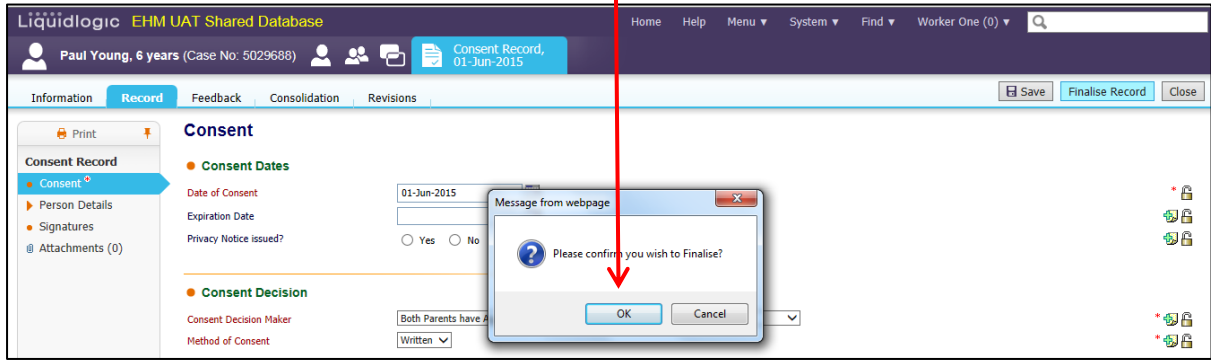 Liquidlogic EHM UAT Shared Database Home Help Menu ▼ System ▼ Find ▼ Worker One (0) ▼
Paul Young, 6 years (Case No: 5029688) Consent Record,
01-Jun-2015
Information Record Feedback Consolidation Revisions Save Finalise Record Close
Print
Consent Record
Consent *
Person Details
Signatures
Attachments (0)
Consent
Consent Dates
Date of Consent 01-Jun-2015 *
Expiration Date
Privacy Notice issued? Yes No
Consent Decision
Consent Decision Maker Both Parents have *
Method of Consent Written *
Message from webpage
Please confirm you wish to Finalise?
OK Cancel